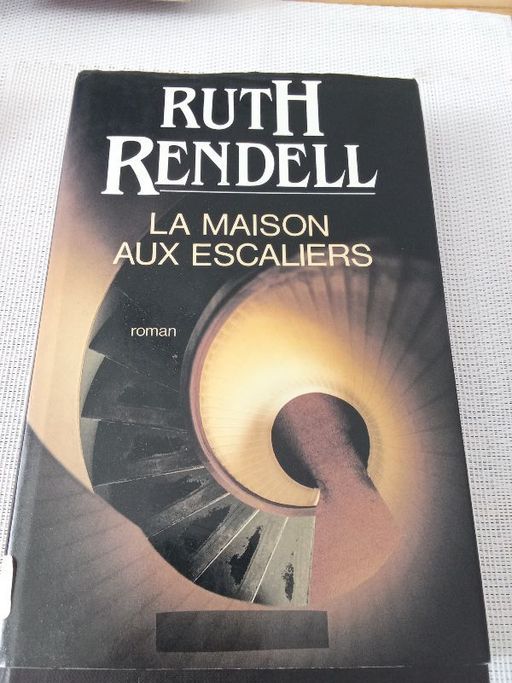 RUTH
RENDELL
LA MAISON
AUX ESCALIERS
roman